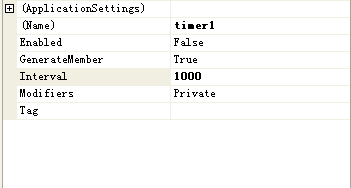 (ApplicationSettings)
(Name) timer1
Enabled False
GenerateMember True
Interval 1000
Modifiers Private
Tag